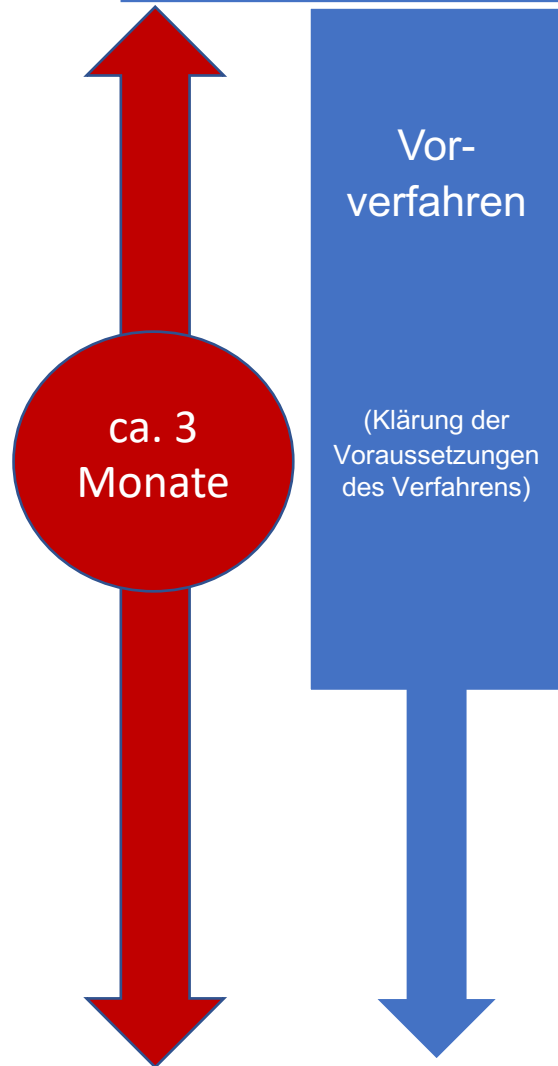 Vor-
verfahren
ca. 3
Monate
(Klärung der
Voraussetzungen
des Verfahrens)